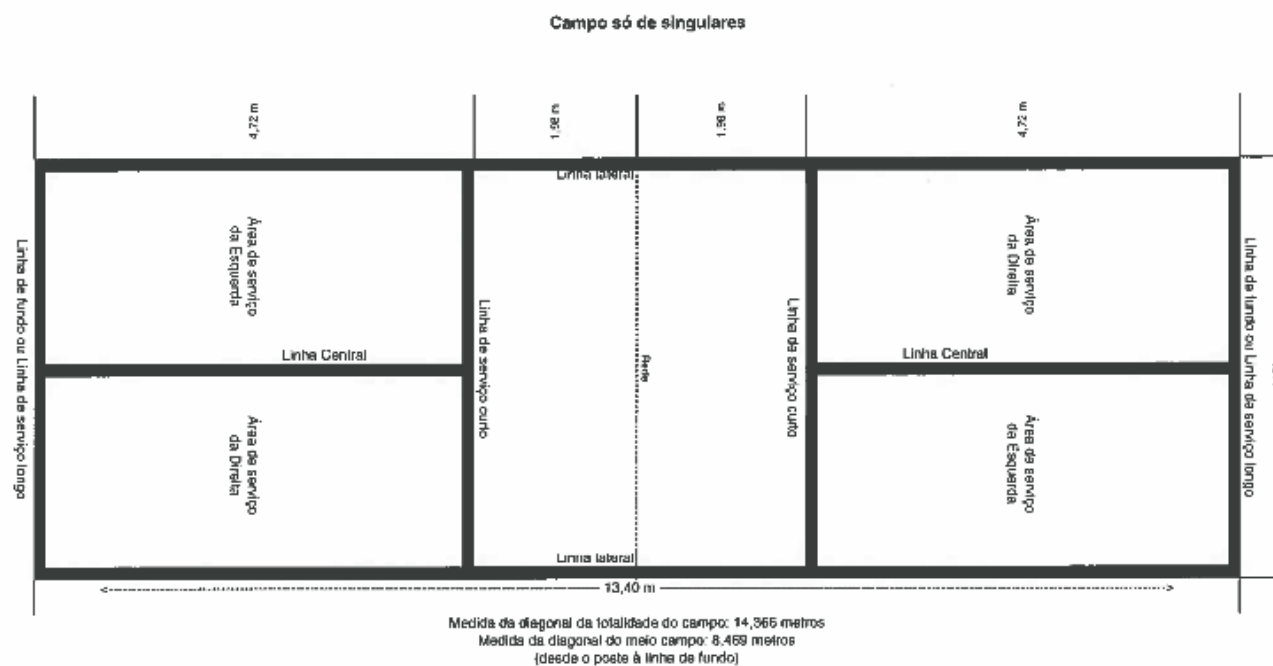 Campo só de singulares
4,72 m
1,98 m
1,98 m
4,72 m
Linha lateral
Linha de fundo ou Linha de serviço longo
Área de serviço
da Esquerda
Linha Central
Área de serviço
da Direita
Linha de serviço curto
Rede
Linha de serviço curto
Área de serviço
da Direita
Linha Central
Área de serviço
da Esquerda
Linha de fundo ou Linha de serviço longo
Linha lateral
13,40 m
Medida da diagonal da totalidade do campo: 14,366 metros
Medida da diagonal do meio campo: 8,469 metros
(desde o poste à linha de fundo)